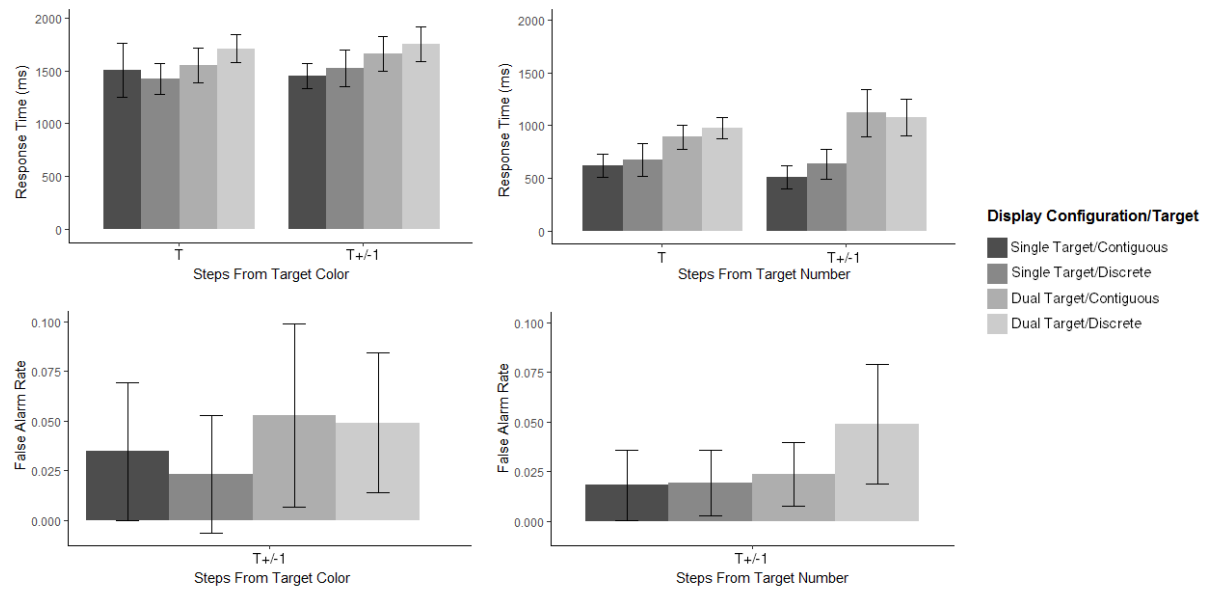 2000
1500
1000
500
0
Response Time (ms)
T
T+/-1
Steps From Target Color
2000
1500
1000
500
0
Response Time (ms)
T
T+/-1
Steps From Target Number
Display Configuration/Target
Single Target/Contiguous
Single Target/Discrete
Dual Target/Contiguous
Dual Target/Discrete
0.100
0.075
0.050
0.025
0.000
False Alarm Rate
T+/-1
Steps From Target Color
0.100
0.075
0.050
0.025
0.000
False Alarm Rate
T+/-1
Steps From Target Number